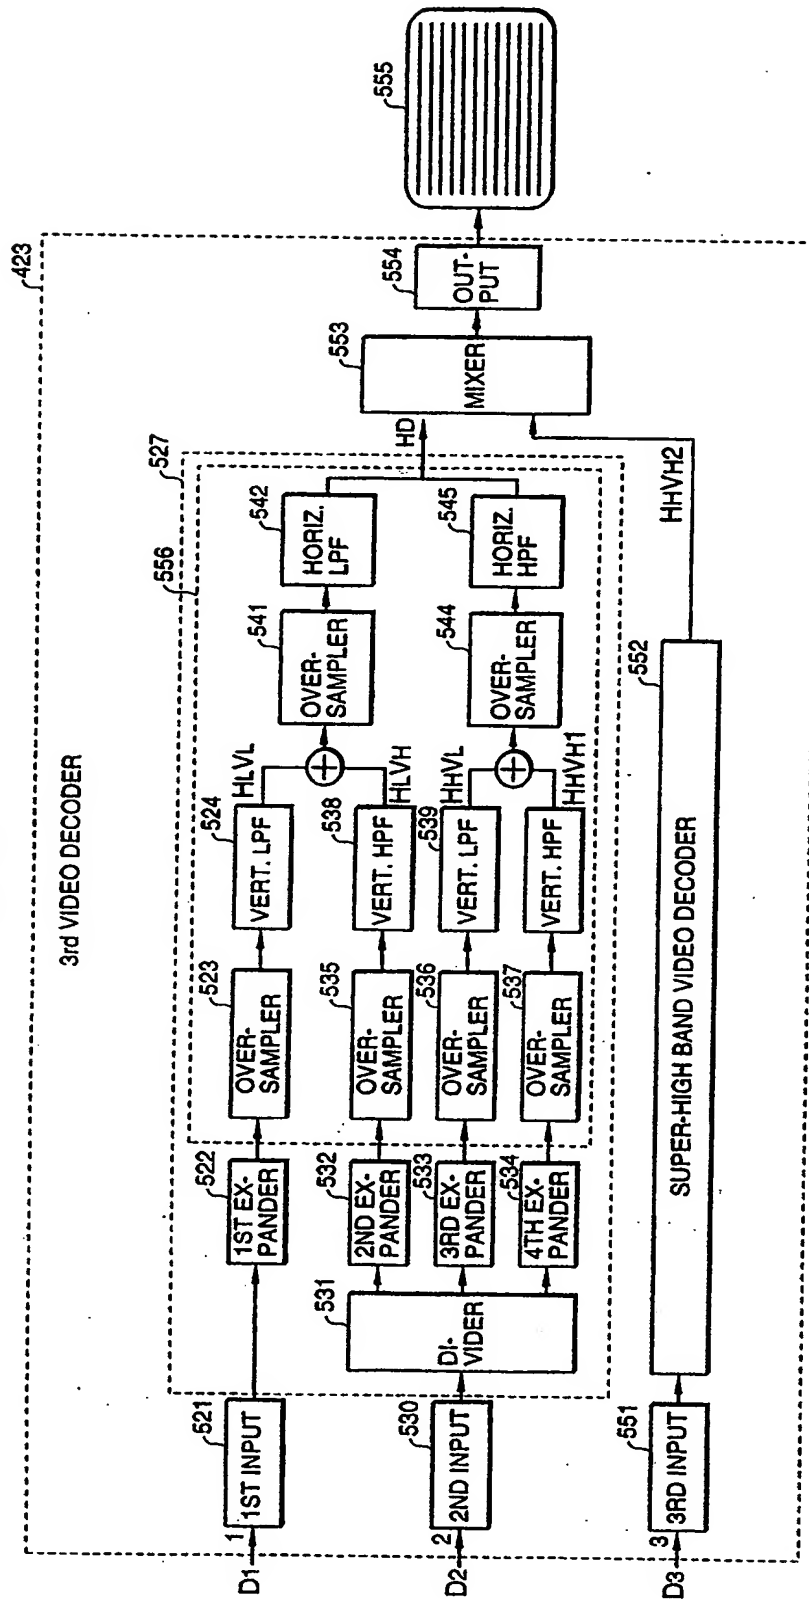 423
3rd VIDEO DECODER
D1
1
521
1ST INPUT
522
1ST EX-
PANDER
523
OVER-
SAMPLER
524
VERT. LPF
HLVL
541
OVER-
SAMPLER
542
HORIZ.
LPF
556
527
D2
2
530
2ND INPUT
531
DI-
VIDER
532
2ND EX-
PANDER
535
OVER-
SAMPLER
538
VERT. HPF
HLVH
533
3RD EX-
PANDER
536
OVER-
SAMPLER
539
VERT. LPF
HHVL
544
OVER-
SAMPLER
545
HORIZ.
HPF
534
4TH EX-
PANDER
537
OVER-
SAMPLER
VERT. HPF
HHVH1
HD
553
MIXER
554
OUT-
PUT
555
D3
3
551
3RD INPUT
552
SUPER-HIGH BAND VIDEO DECODER
HHVH2